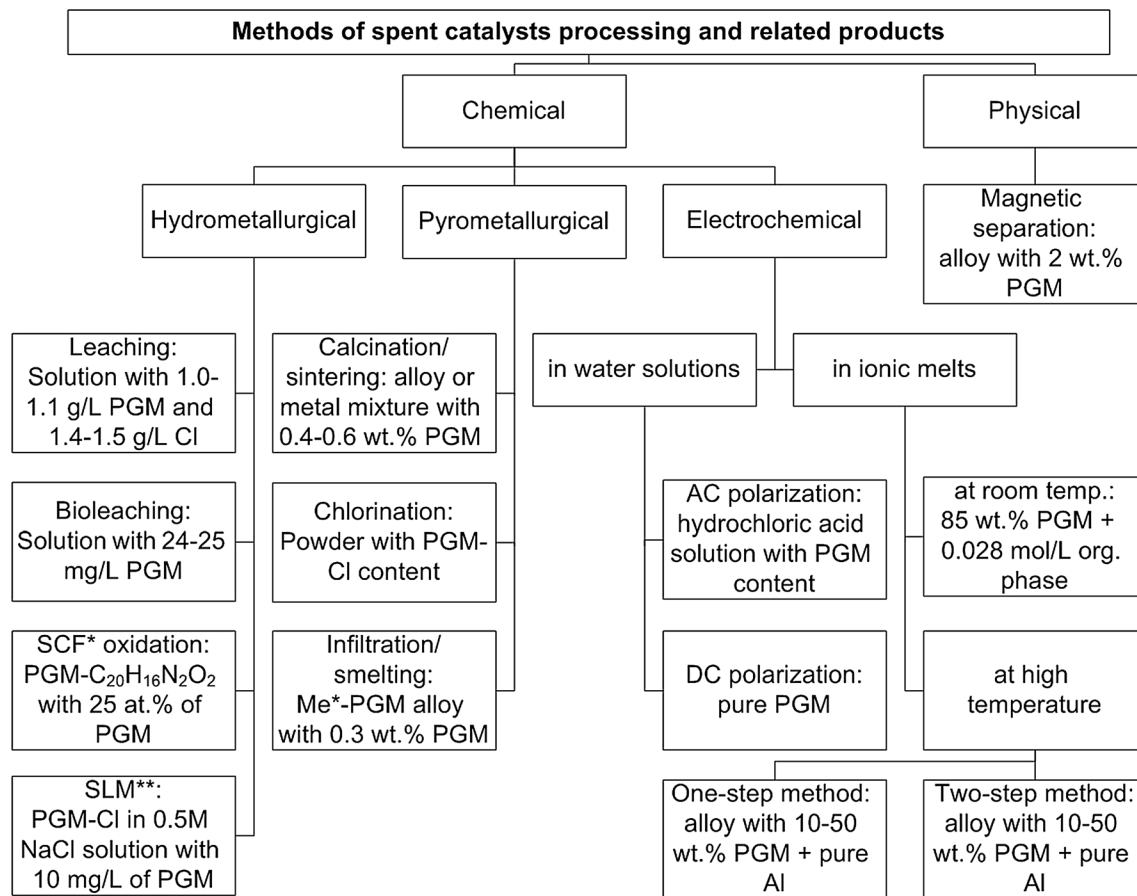 Methods of spent catalysts processing and related products
Chemical
Physical
Hydrometallurgical
Pyrometallurgical
Electrochemical
Magnetic
separation:
alloy with 2 wt.%
PGM
Leaching:
Solution with 1.0-
1.1 g/L PGM and
1.4-1.5 g/L Cl
Calcination/
sintering: alloy or
metal mixture with
0.4-0.6 wt.% PGM
in water solutions
in ionic melts
Bioleaching:
Solution with 24-25
mg/L PGM
Chlorination:
Powder with PGM-
Cl content
AC polarization:
hydrochloric acid
solution with PGM
content
at room temp.:
85 wt.% PGM +
0.028 mol/L org.
phase
SCF* oxidation:
PGM-C₂₀H₁₆N₂O₂
with 25 at.% of
PGM
Infiltration/
smelting:
Me*-PGM alloy
with 0.3 wt.% PGM
DC polarization:
pure PGM
at high
temperature
SLM**:
PGM-Cl in 0.5M
NaCl solution with
10 mg/L of PGM
One-step method:
alloy with 10-50
wt.% PGM + pure
Al
Two-step method:
alloy with 10-50
wt.% PGM + pure
Al